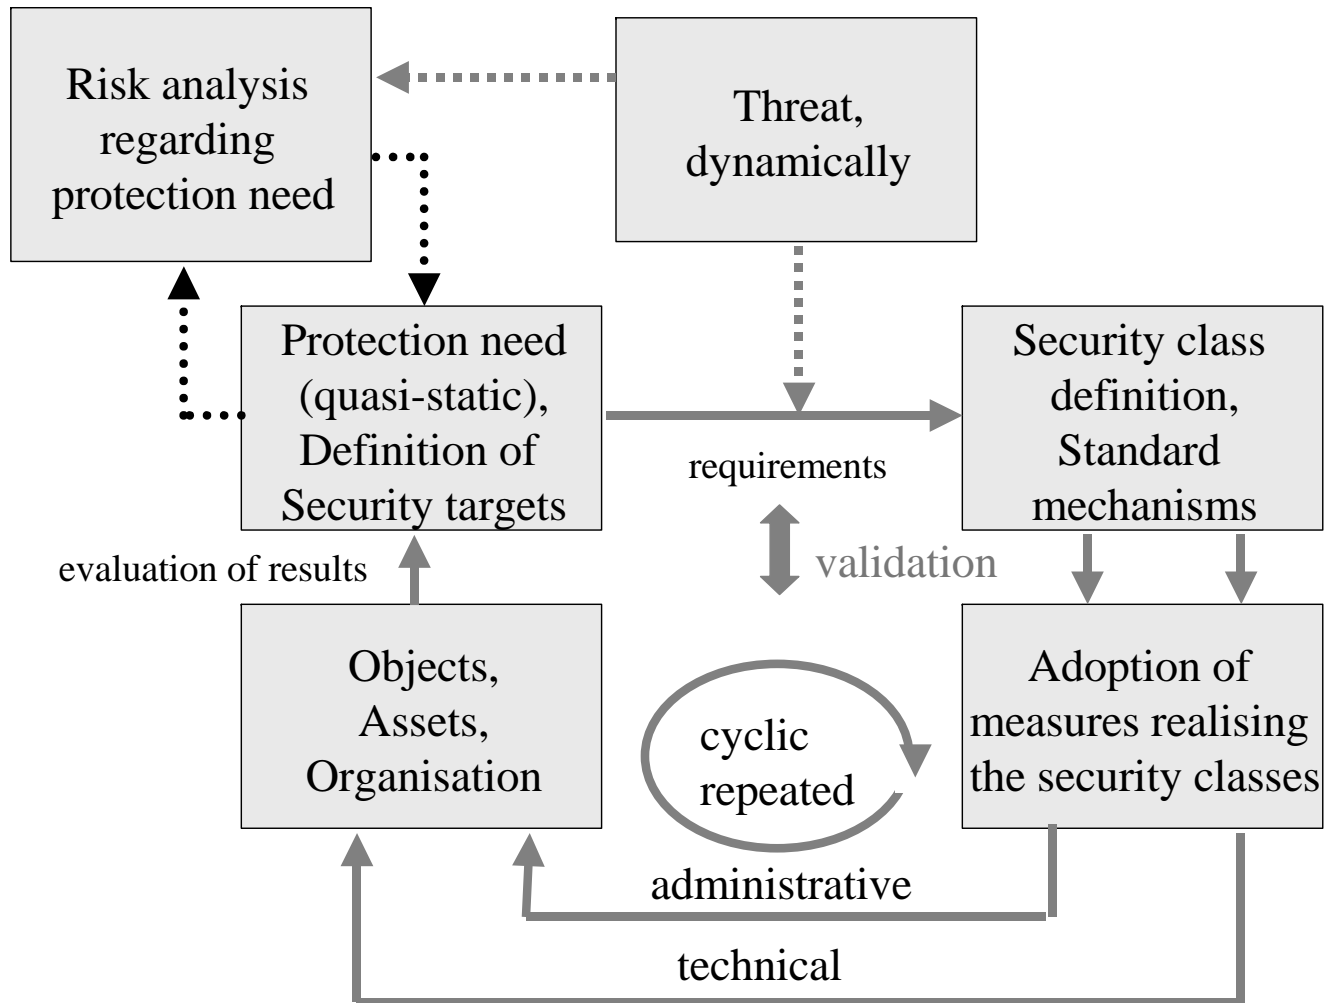 Risk analysis
regarding
protection need
Threat,
dynamically
Protection need
(quasi-static),
Definition of
Security targets
requirements
Security class
definition,
Standard
mechanisms
evaluation of results
validation
Objects,
Assets,
Organisation
cyclic
repeated
Adoption of
measures realising
the security classes
administrative
technical